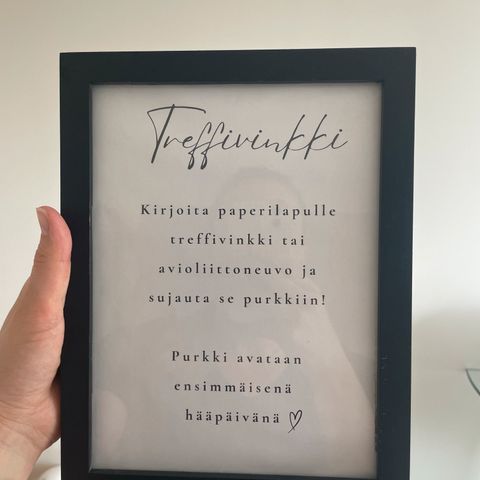 Treffivinkki
Kirjoita paperilapulle
treffivinkki tai
avioliittoneuvo ja
sujauta se purkkiin!
Purkki avataan
ensimmäisenä
hääpäivänä ♡